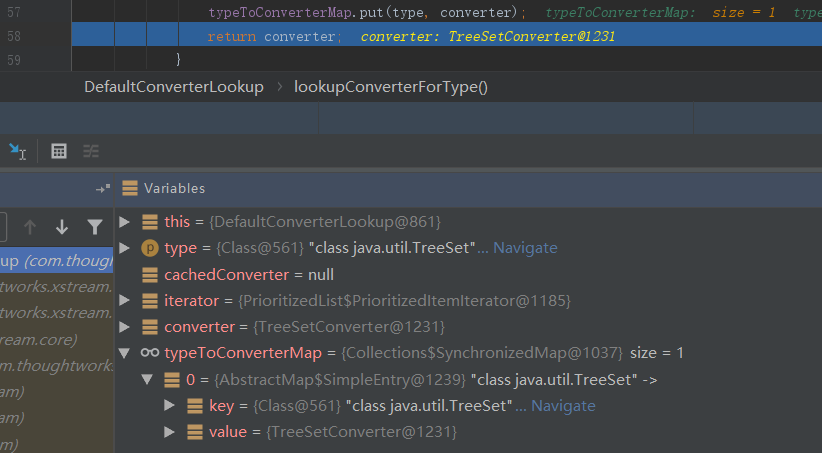 57 typeToConverterMap.put(type, converter); typeToConverterMap: size = 1 type
58 return converter; converter: TreeSetConverter@1231
59 }
DefaultConverterLookup › lookupConverterForType()
Variables
this = {DefaultConverterLookup@861}
p type = {Class@561} "class java.util.TreeSet"... Navigate
up (com.thoug
cachedConverter = null
tworks.xstream.
iterator = {PrioritizedList$PrioritizedItemIterator@1185}
tworks.xstream.
converter = {TreeSetConverter@1231}
ream.core)
typeToConverterMap = {Collections$SynchronizedMap@1037} size = 1
m.thoughtworks.
0 = {AbstractMap$SimpleEntry@1239} "class java.util.TreeSet" ->
am)
key = {Class@561} "class java.util.TreeSet"... Navigate
am)
value = {TreeSetConverter@1231}
m)